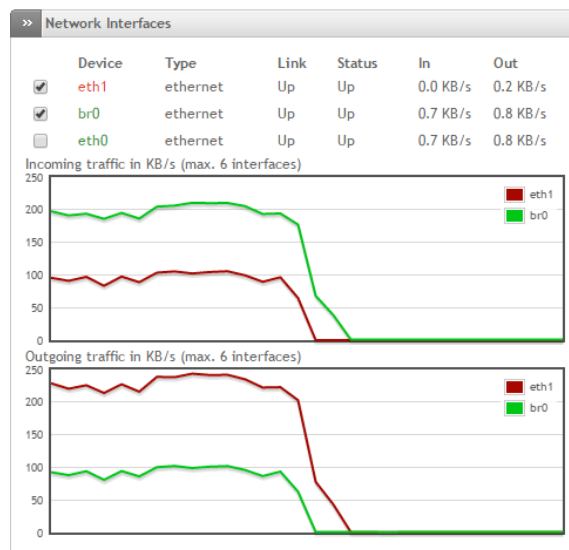 » Network Interfaces
Device Type Link Status In Out
eth1 ethernet Up Up 0.0 KB/s 0.2 KB/s
br0 ethernet Up Up 0.7 KB/s 0.8 KB/s
eth0 ethernet Up Up 0.7 KB/s 0.8 KB/s
Incoming traffic in KB/s (max. 6 interfaces)
250
200
150
100
50
0
eth1
br0
Outgoing traffic in KB/s (max. 6 interfaces)
250
200
150
100
50
0
eth1
br0